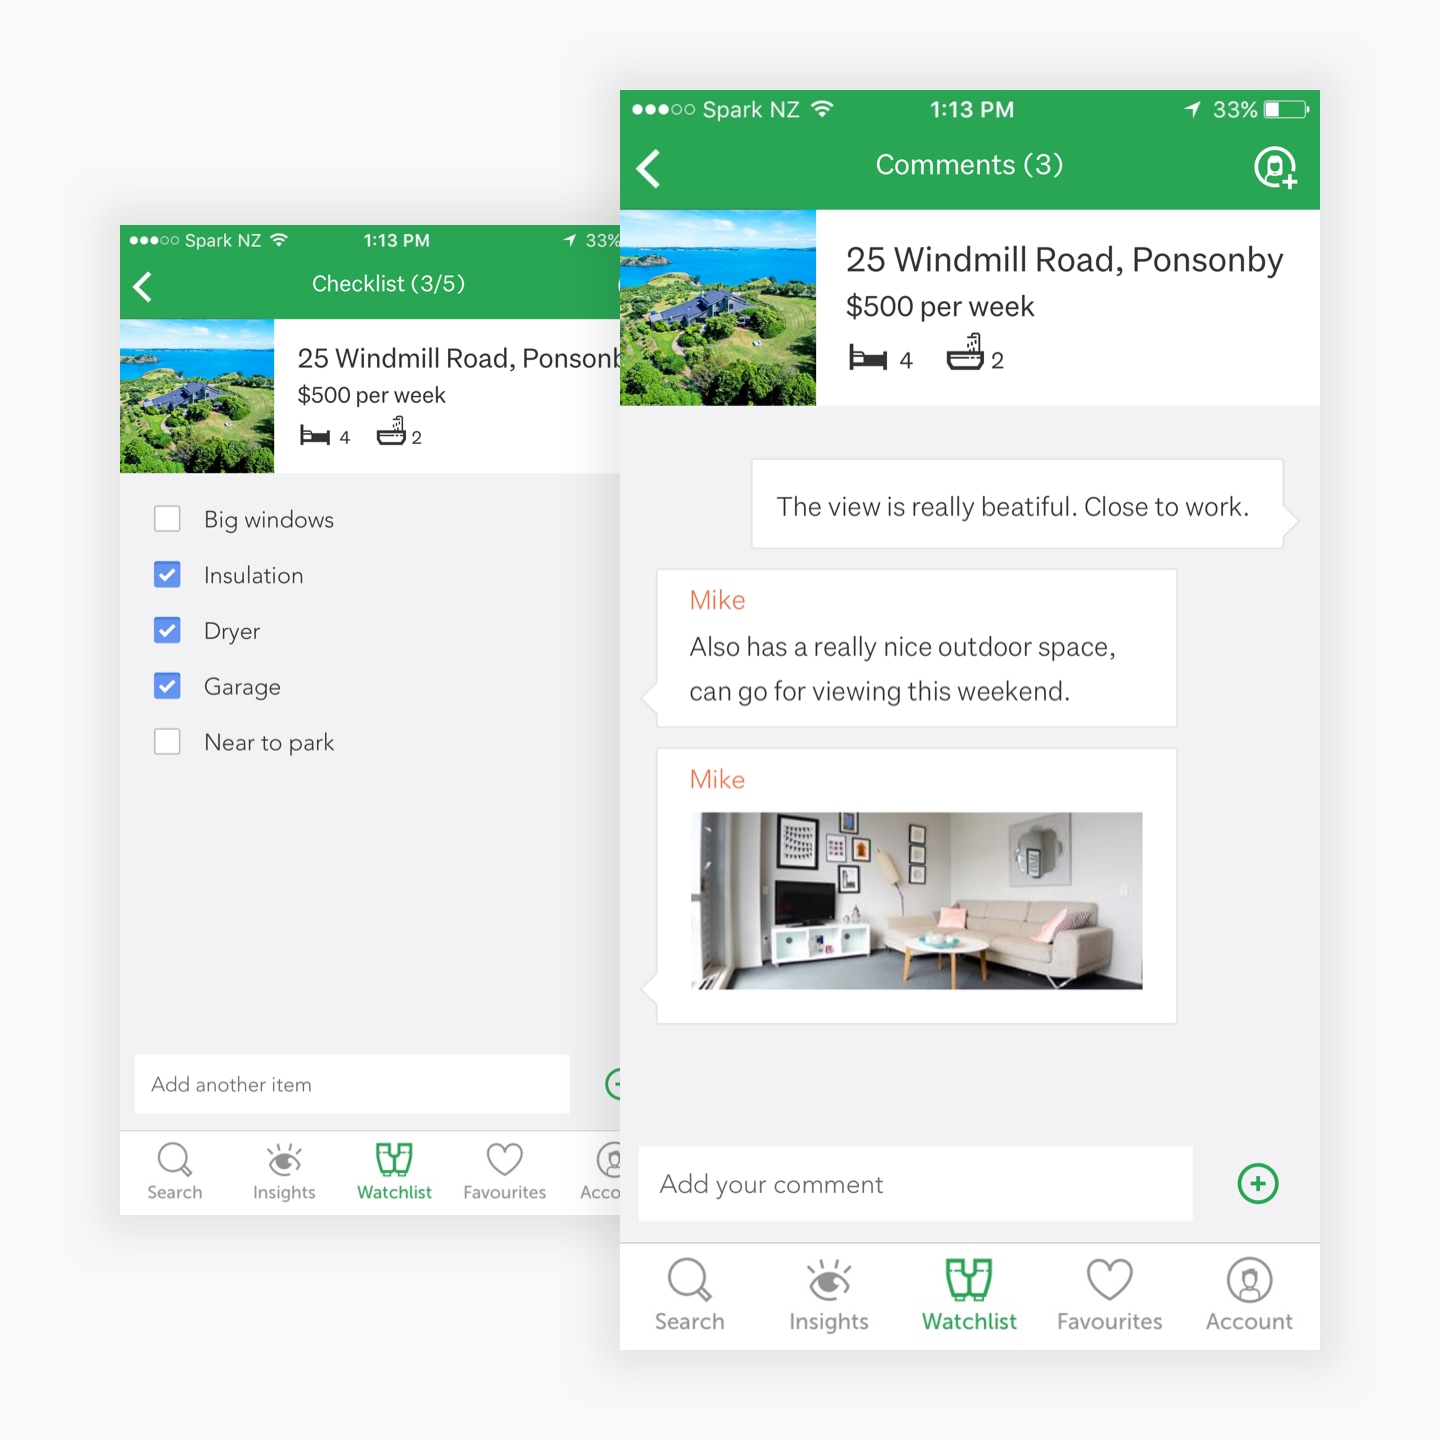 Spark NZ
1:13 PM
33%
Checklist (3/5)
25 Windmill Road, Ponsonb
$500 per week
4
2
Big windows
Insulation
Dryer
Garage
Near to park
Add another item
Search
Insights
Watchlist
Favourites
Acco
Spark NZ
1:13 PM
33%
Comments (3)
25 Windmill Road, Ponsonby
$500 per week
4
2
The view is really beatiful. Close to work.
Mike
Also has a really nice outdoor space,
can go for viewing this weekend.
Mike
Add your comment
Search
Insights
Watchlist
Favourites
Account